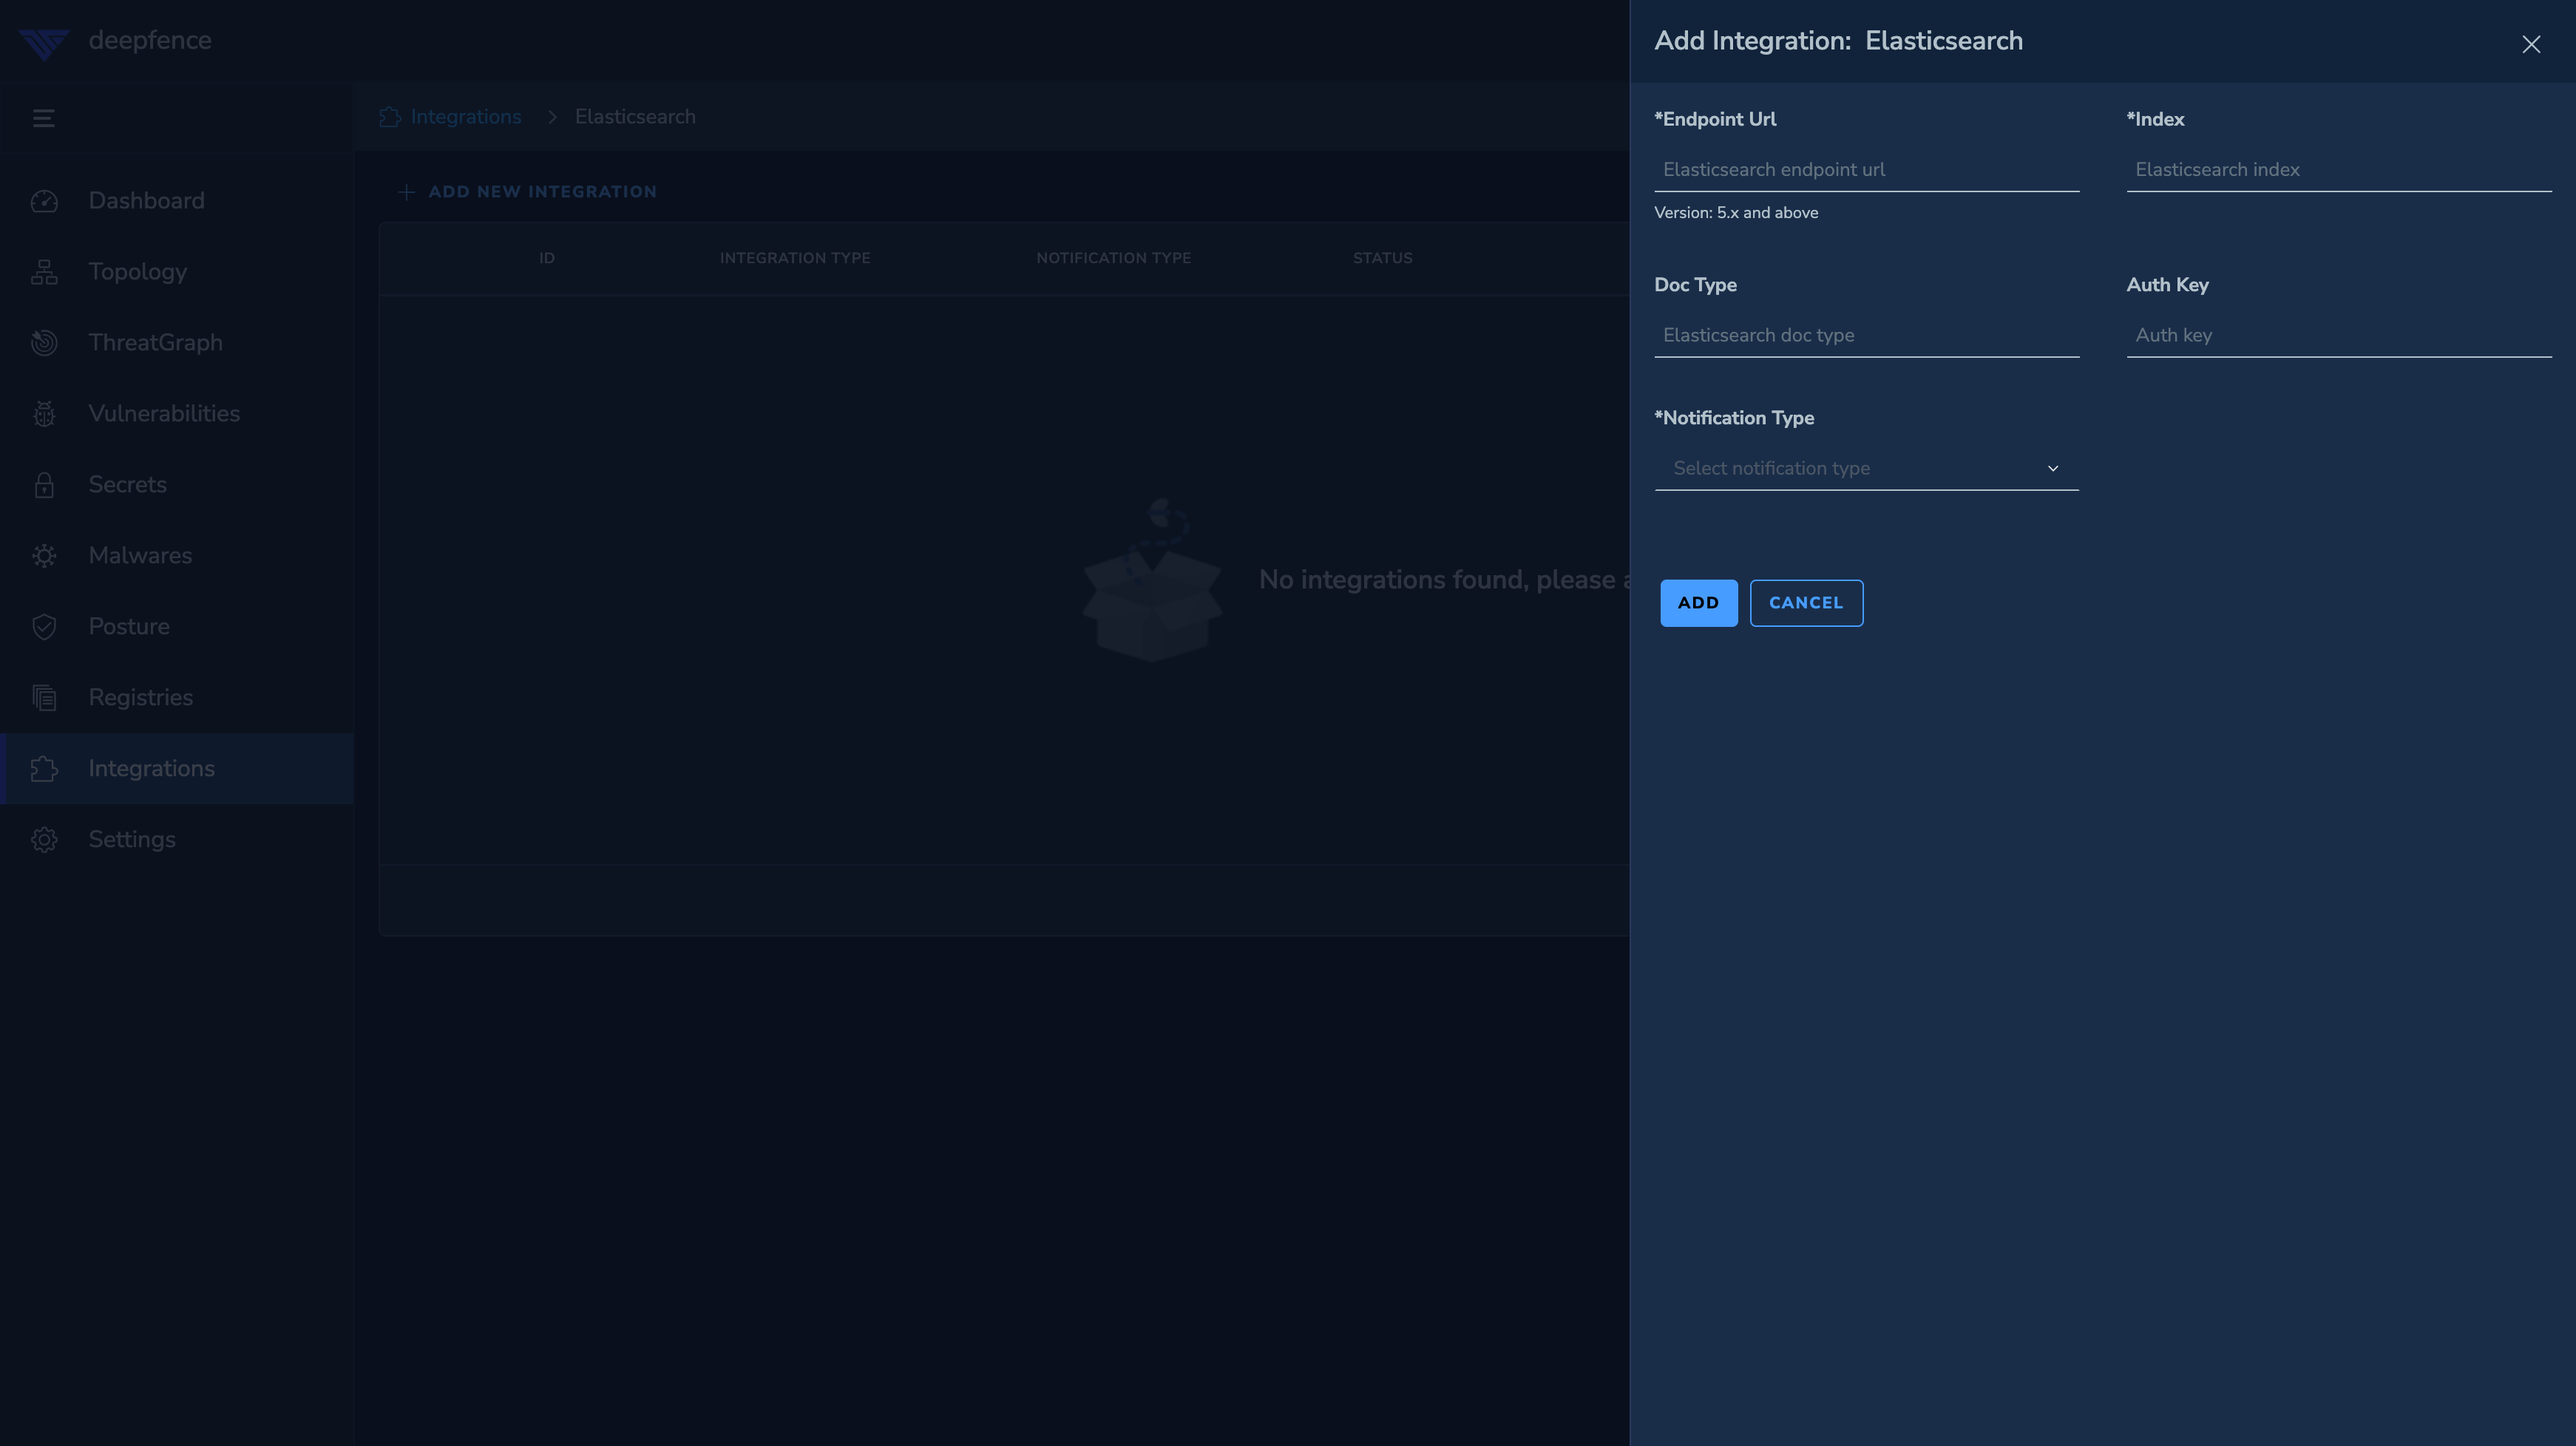 deepfence
Integrations > Elasticsearch
Dashboard
Topology
ThreatGraph
Vulnerabilities
Secrets
Malwares
Posture
Registries
Integrations
Settings
ADD NEW INTEGRATION
ID INTEGRATION TYPE NOTIFICATION TYPE STATUS
No integrations found, please
Add Integration: Elasticsearch
*Endpoint Url
Elasticsearch endpoint url
Version: 5.x and above
*Index
Elasticsearch index
Doc Type
Elasticsearch doc type
Auth Key
Auth key
*Notification Type
Select notification type
ADD
CANCEL